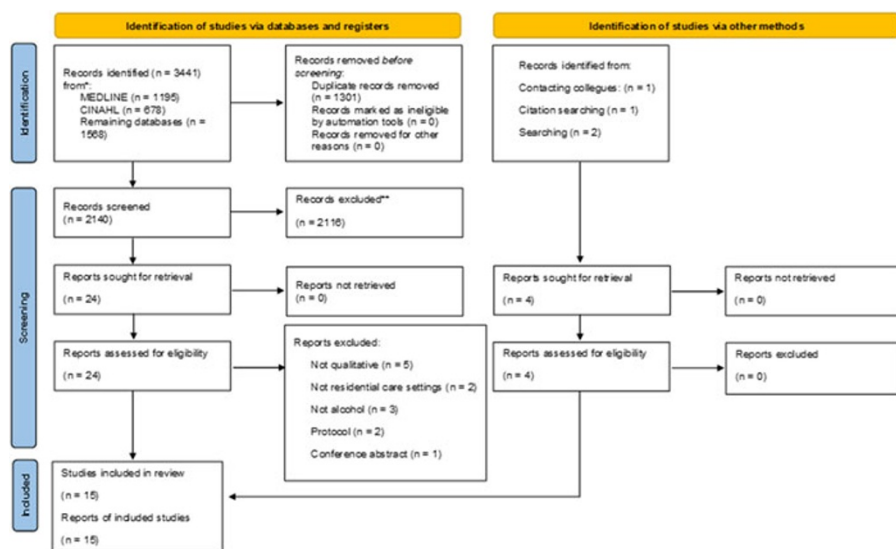 Identification of studies via databases and registers
Identification of studies via other methods
Identification
Records identified (n = 3441)
from*:
MEDLINE (n = 1195)
CINAHL (n = 678)
Remaining databases (n =
1568)
Records removed before
screening:
Duplicate records removed
(n = 1301)
Records marked as ineligible
by automation tools (n = 0)
Records removed for other
reasons (n = 0)
Records identified from:
Contacting collegues: (n = 1)
Citation searching (n = 1)
Searching (n = 2)
Screening
Records screened
(n = 2140)
Records excluded**
(n = 2116)
Reports sought for retrieval
(n = 24)
Reports not retrieved
(n = 0)
Reports sought for retrieval
(n = 4)
Reports not retrieved
(n = 0)
Reports assessed for eligibility
(n = 24)
Reports excluded:
Not qualitative (n = 5)
Not residential care settings (n = 2)
Not alcohol (n = 3)
Protocol (n = 2)
Conference abstract (n = 1)
Reports assessed for eligibility
(n = 4)
Reports excluded
(n = 0)
Included
Studies included in review
(n = 15)
Reports of included studies
(n = 15)